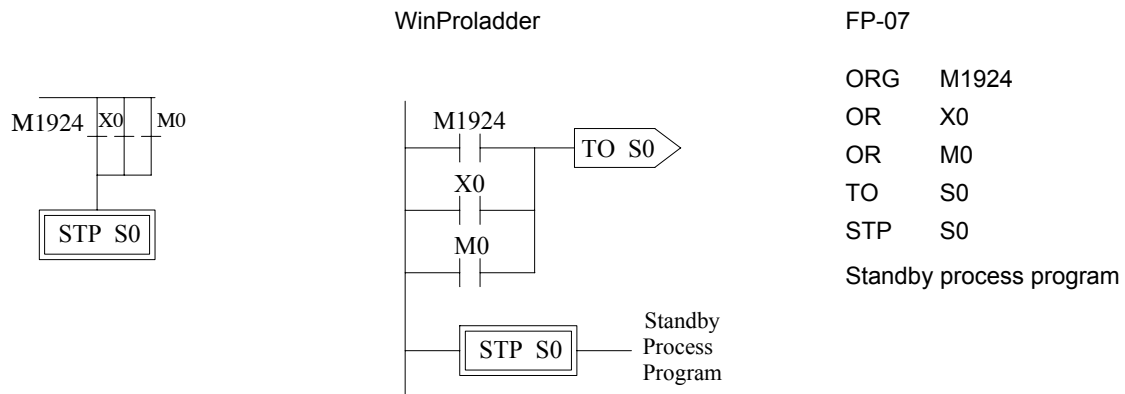 WinProladder
FP-07
M1924 X0 M0
STP S0
M1924
TO S0
X0
M0
STP S0
Standby
Process
Program
ORG M1924
OR X0
OR M0
TO S0
STP S0
Standby process program